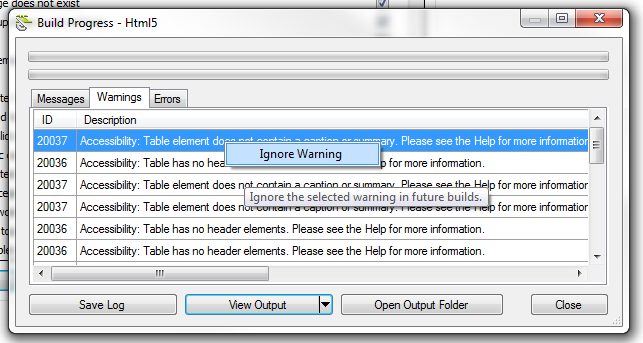 ge does not exist
Build Progress - Html5
Messages
Warnings
Errors
ID Description
20037 Accessibility: Table element does not contain a caption or summary. Please see the Help for more information
20036 Accessibility: Table has no hea
Ignore Warning
lp for more information.
20037 Accessibility: Table element does not contain a caption or summary. Please see the Help for more information
Ignore the selected warning in future builds.
20037 Accessibility: Table element does not contain a caption or summary. Please see the Help for more information
20036 Accessibility: Table has no header elements. Please see the Help for more information.
20036 Accessibility: Table has no header elements. Please see the Help for more information.
Save Log
View Output
Open Output Folder
Close